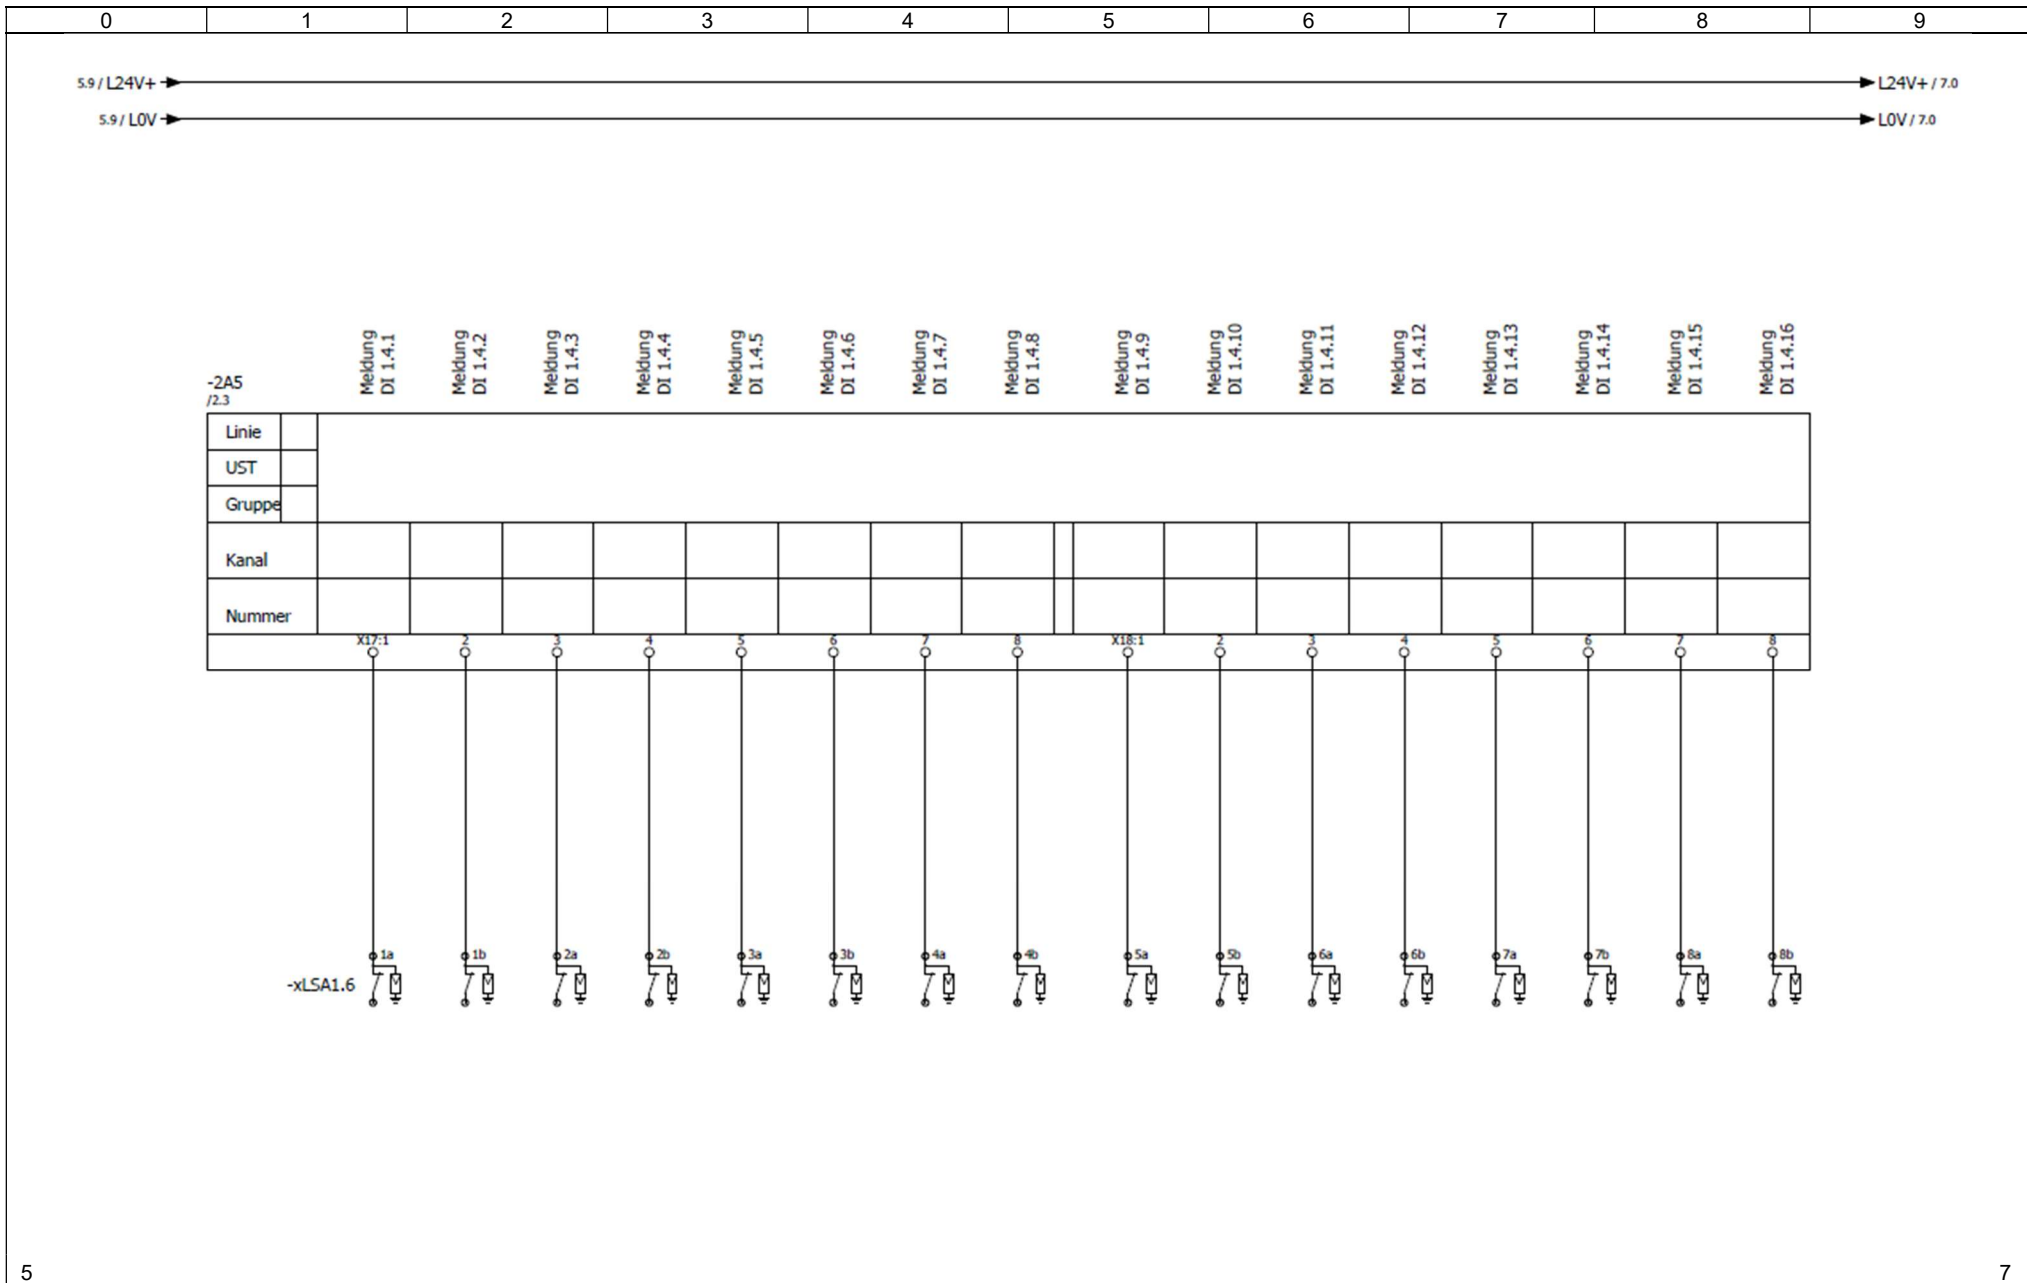 0 1 2 3 4 5 6 7 8 9
5.9 / L24V+ L24V+ / 7.0
5.9 / L0V L0V / 7.0
Meldung
DI 1.4.1
Meldung
DI 1.4.2
Meldung
DI 1.4.3
Meldung
DI 1.4.4
Meldung
DI 1.4.5
Meldung
DI 1.4.6
Meldung
DI 1.4.7
Meldung
DI 1.4.8
Meldung
DI 1.4.9
Meldung
DI 1.4.10
Meldung
DI 1.4.11
Meldung
DI 1.4.12
Meldung
DI 1.4.13
Meldung
DI 1.4.14
Meldung
DI 1.4.15
Meldung
DI 1.4.16
-2A5
/2.3
Linie
UST
Gruppe
Kanal
Nummer
X17:1 2 3 4 5 6 7 8 X18:1 2 3 4 5 6 7 8
1a 1b 2a 2b 3a 3b 4a 4b 5a 5b 6a 6b 7a 7b 8a 8b
-xLSA1.6
5 7